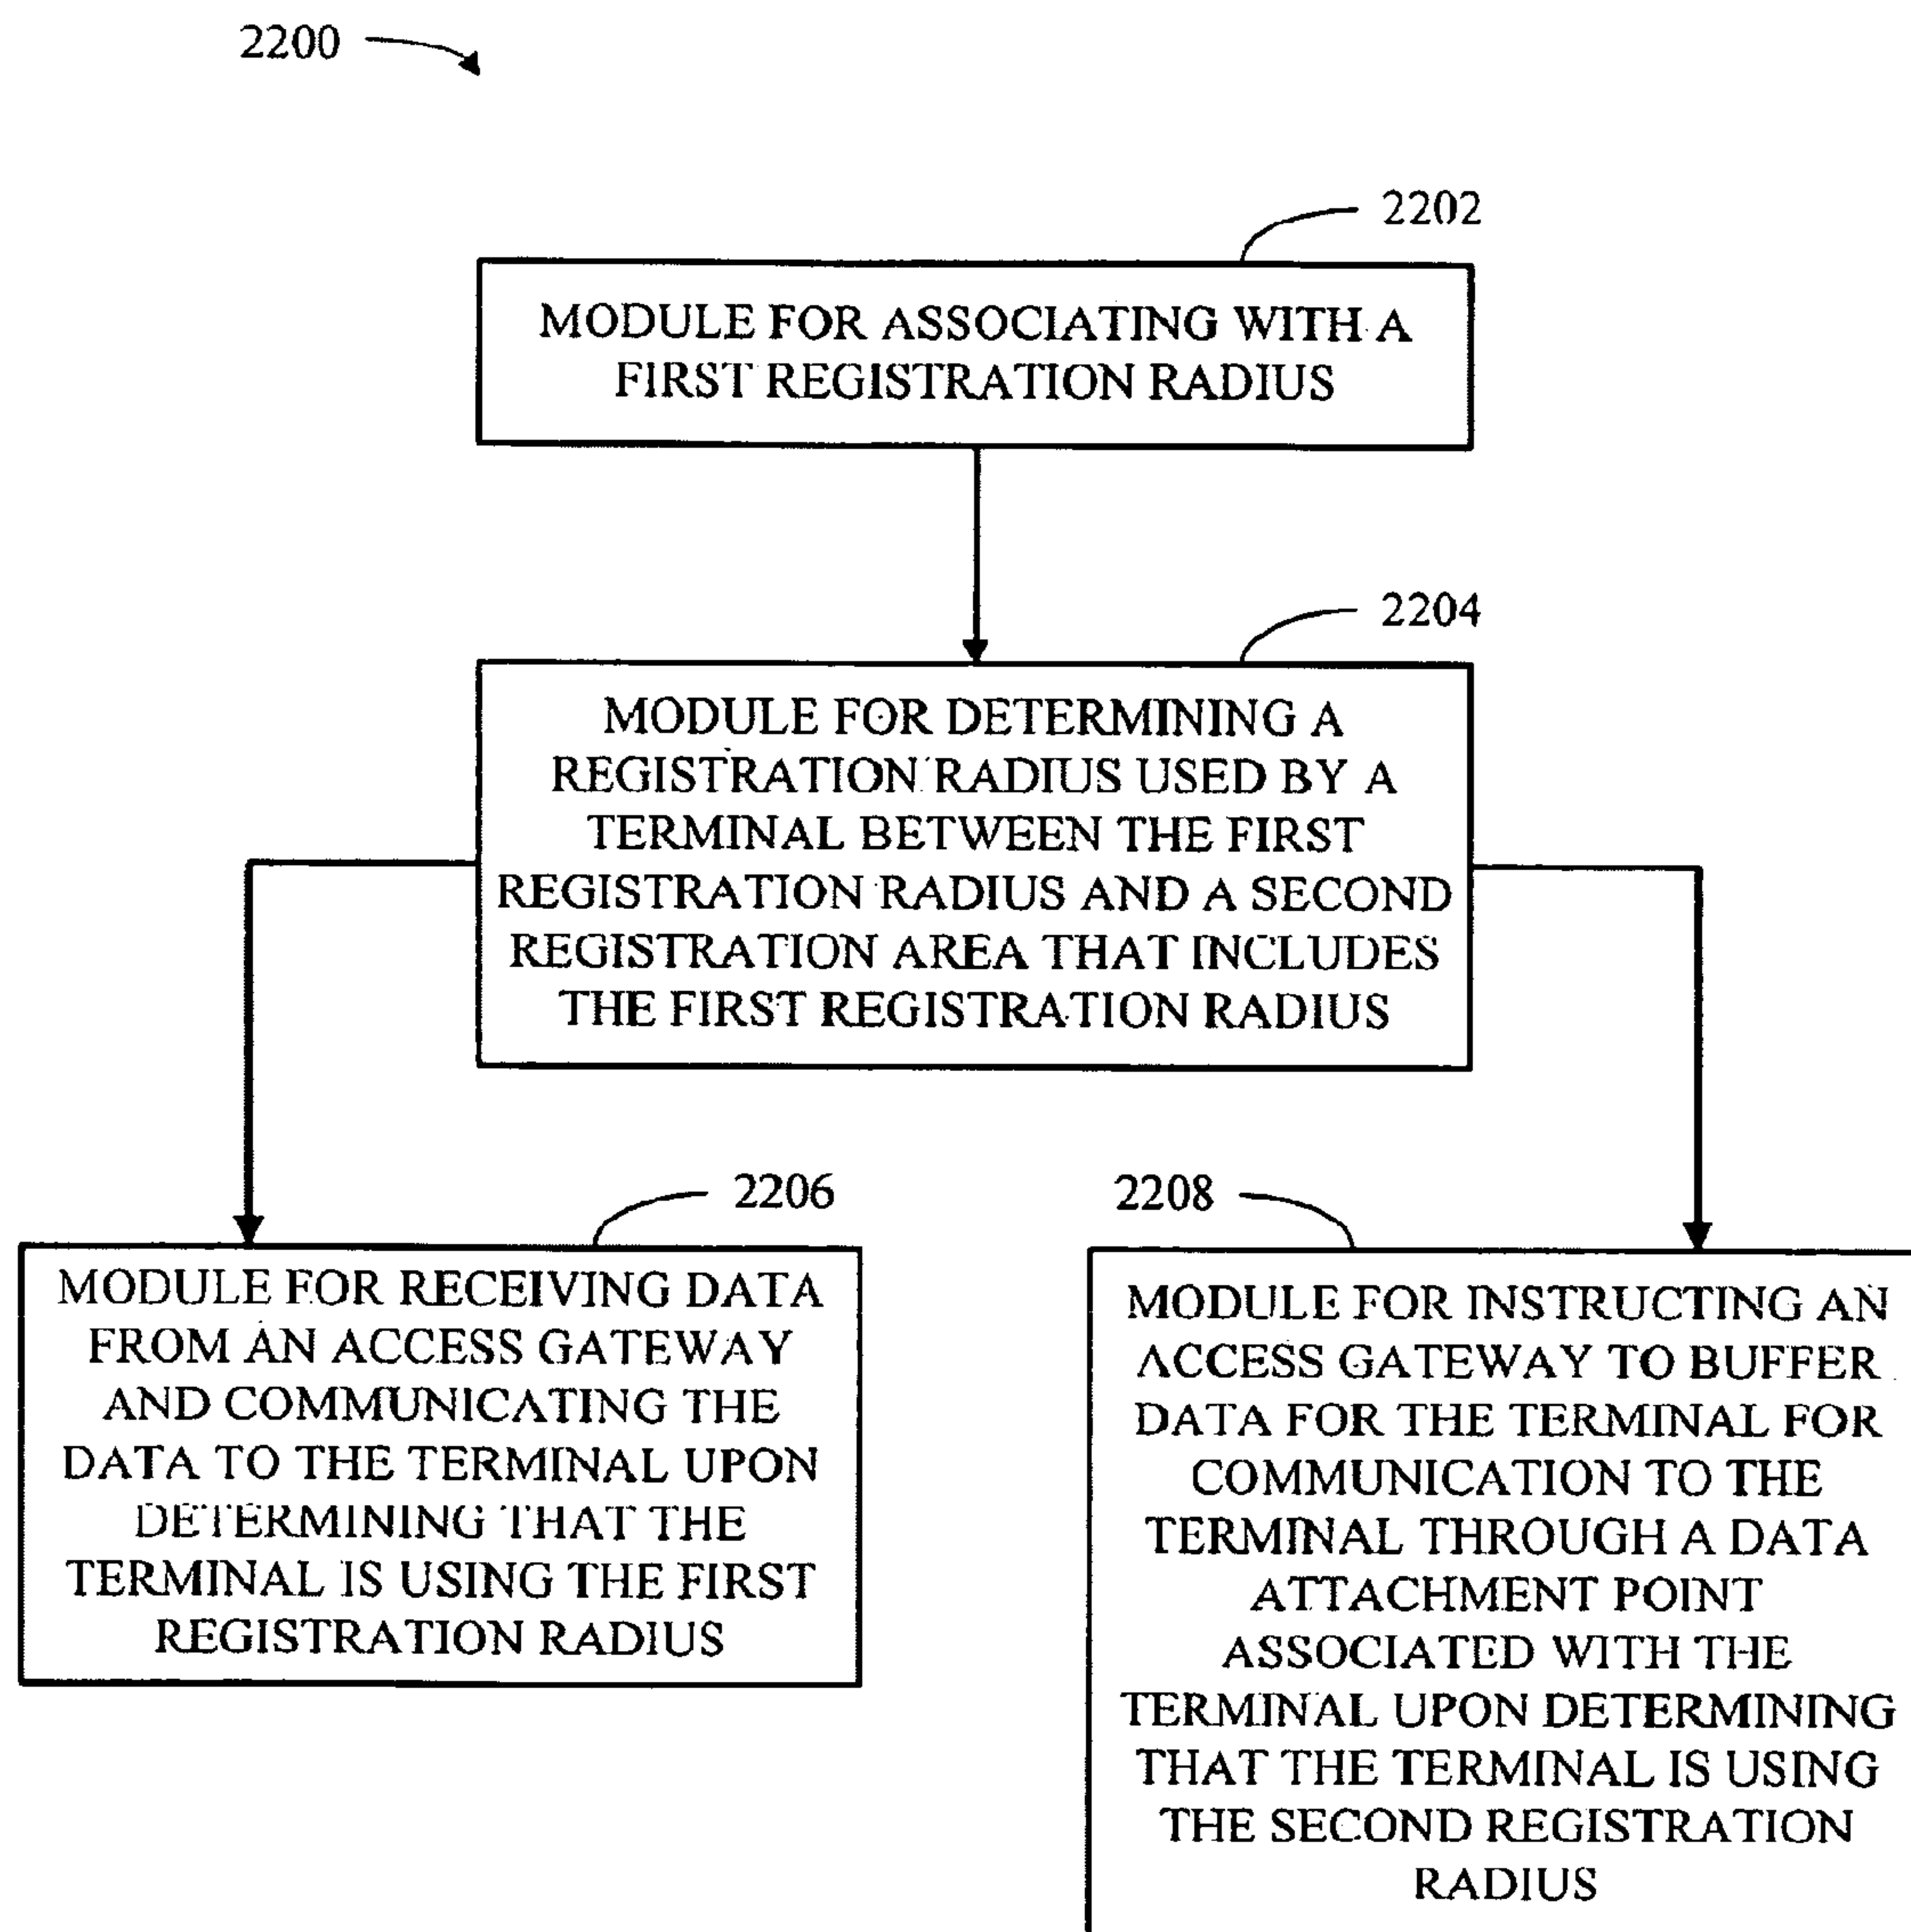 2200
2202
MODULE FOR ASSOCIATING WITH A
FIRST REGISTRATION RADIUS
2204
MODULE FOR DETERMINING A
REGISTRATION RADIUS USED BY A
TERMINAL BETWEEN THE FIRST
REGISTRATION RADIUS AND A SECOND
REGISTRATION AREA THAT INCLUDES
THE FIRST REGISTRATION RADIUS
2206
MODULE FOR RECEIVING DATA
FROM AN ACCESS GATEWAY
AND COMMUNICATING THE
DATA TO THE TERMINAL UPON
DETERMINING THAT THE
TERMINAL IS USING THE FIRST
REGISTRATION RADIUS
2208
MODULE FOR INSTRUCTING AN
ACCESS GATEWAY TO BUFFER
DATA FOR THE TERMINAL FOR
COMMUNICATION TO THE
TERMINAL THROUGH A DATA
ATTACHMENT POINT
ASSOCIATED WITH THE
TERMINAL UPON DETERMINING
THAT THE TERMINAL IS USING
THE SECOND REGISTRATION
RADIUS